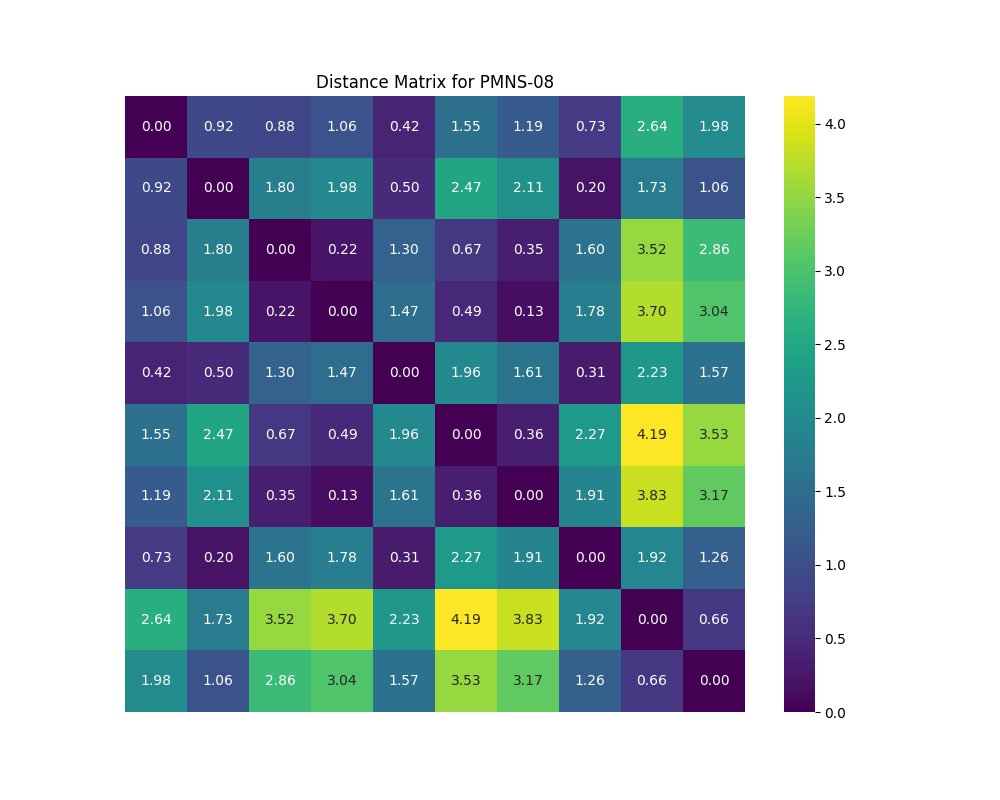 Distance Matrix for PMNS-08
0.00 0.92 0.88 1.06 0.42 1.55 1.19 0.73 2.64 1.98
0.92 0.00 1.80 1.98 0.50 2.47 2.11 0.20 1.73 1.06
0.88 1.80 0.00 0.22 1.30 0.67 0.35 1.60 3.52 2.86
1.06 1.98 0.22 0.00 1.47 0.49 0.13 1.78 3.70 3.04
0.42 0.50 1.30 1.47 0.00 1.96 1.61 0.31 2.23 1.57
1.55 2.47 0.67 0.49 1.96 0.00 0.36 2.27 4.19 3.53
1.19 2.11 0.35 0.13 1.61 0.36 0.00 1.91 3.83 3.17
0.73 0.20 1.60 1.78 0.31 2.27 1.91 0.00 1.92 1.26
2.64 1.73 3.52 3.70 2.23 4.19 3.83 1.92 0.00 0.66
1.98 1.06 2.86 3.04 1.57 3.53 3.17 1.26 0.66 0.00
4.0
3.5
3.0
2.5
2.0
1.5
1.0
0.5
0.0